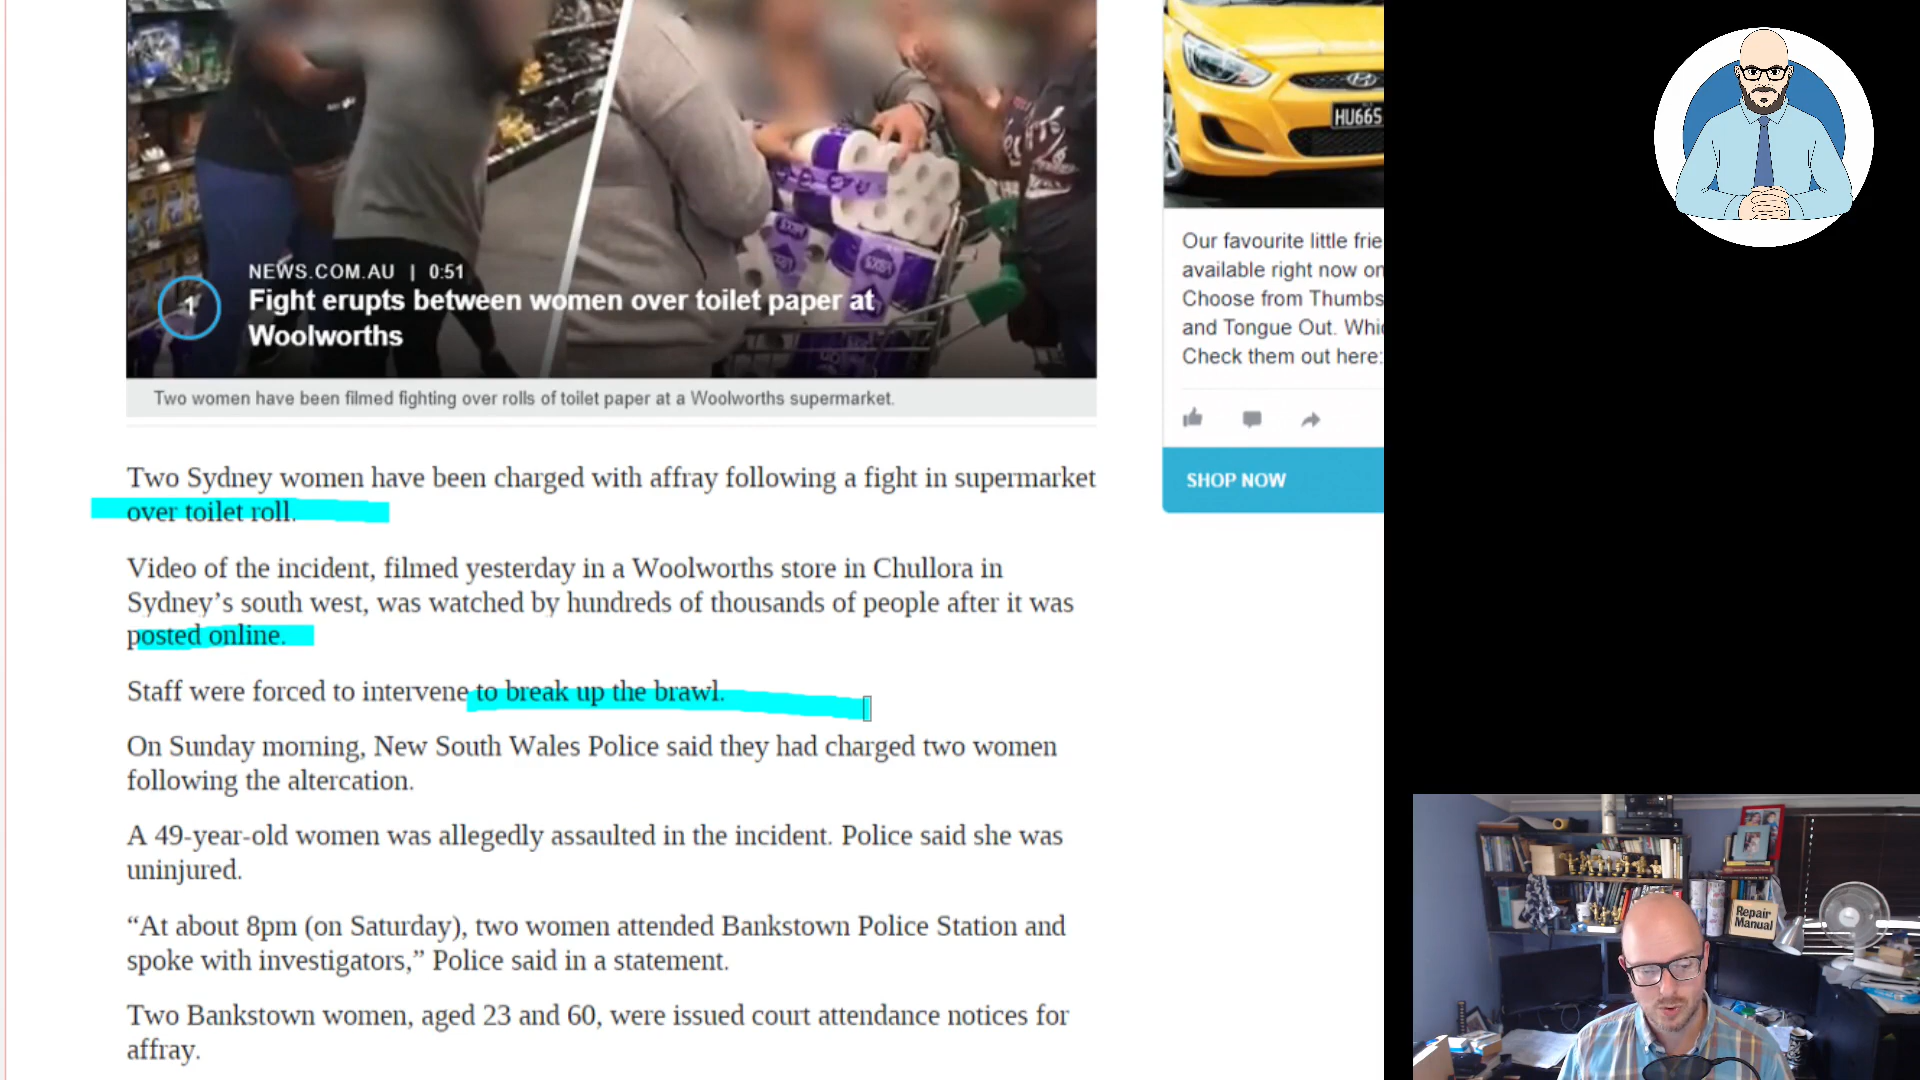 HU66S
NEWS.COM.AU | 0:51
1
Fight erupts between women over toilet paper at
Woolworths
Two women have been filmed fighting over rolls of toilet paper at a Woolworths supermarket.
Two Sydney women have been charged with affray following a fight in supermarket
over toilet roll.
Video of the incident, filmed yesterday in a Woolworths store in Chullora in
Sydney’s south west, was watched by hundreds of thousands of people after it was
posted online.
Staff were forced to intervene to break up the brawl.
On Sunday morning, New South Wales Police said they had charged two women
following the altercation.
A 49-year-old women was allegedly assaulted in the incident. Police said she was
uninjured.
“At about 8pm (on Saturday), two women attended Bankstown Police Station and
spoke with investigators,” Police said in a statement.
Two Bankstown women, aged 23 and 60, were issued court attendance notices for
affray.
Our favourite little frie
available right now on
Choose from Thumbs
and Tongue Out. Whic
Check them out here:
SHOP NOW
Repair
Manual